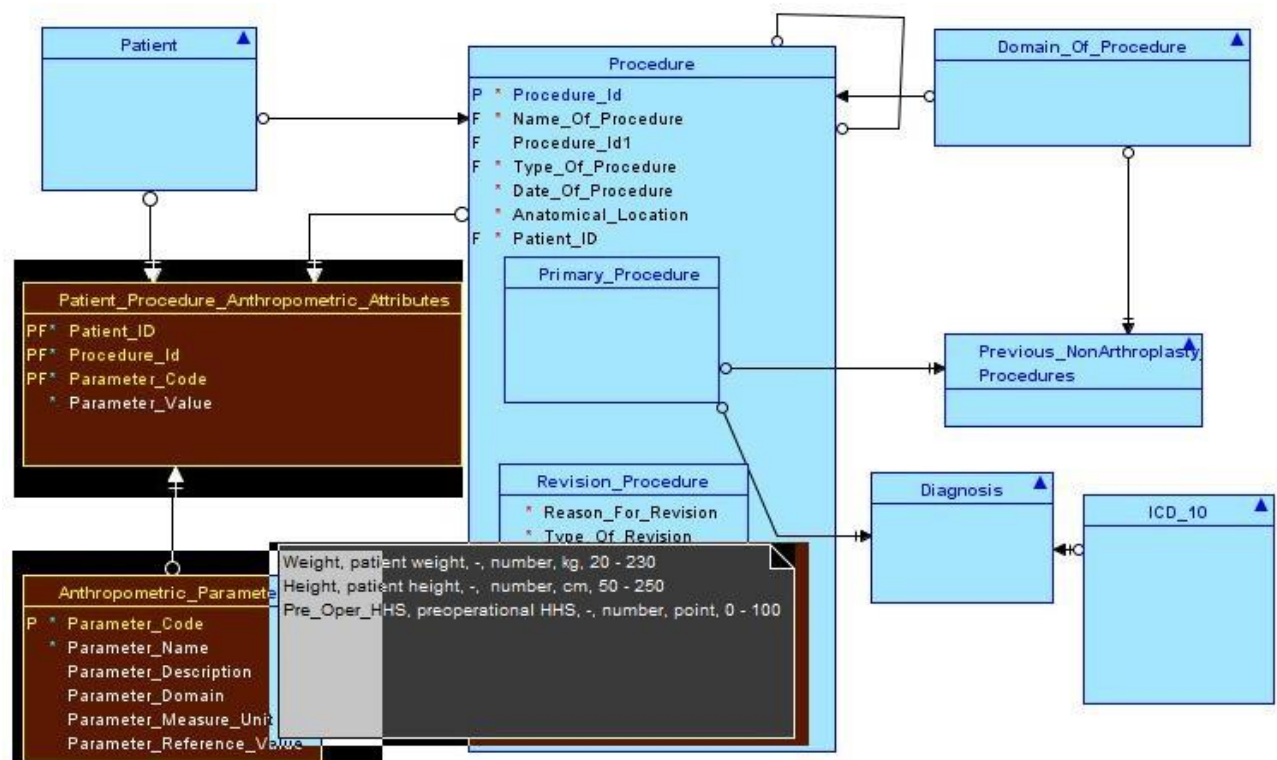 Patient
Procedure
P * Procedure_Id
F * Name_Of_Procedure
F Procedure_Id1
F * Type_Of_Procedure
* Date_Of_Procedure
* Anatomical_Location
F * Patient_ID
Domain_Of_Procedure
Primary_Procedure
Patient_Procedure_Anthropometric_Attributes
PF* Patient_ID
PF* Procedure_Id
PF* Parameter_Code
* Parameter_Value
Previous_NonArthroplasty_
Procedures
Revision_Procedure
* Reason_For_Revision
* Type_Of_Revision
Diagnosis
ICD_10
Anthropometric_Paramete
P * Parameter_Code
* Parameter_Name
Parameter_Description
Parameter_Domain
Parameter_Measure_Unit
Parameter_Reference_Value
Weight, patient weight, -, number, kg, 20 - 230
Height, patient height, -, number, cm, 50 - 250
Pre_Oper_HHS, preoperational HHS, -, number, point, 0 - 100